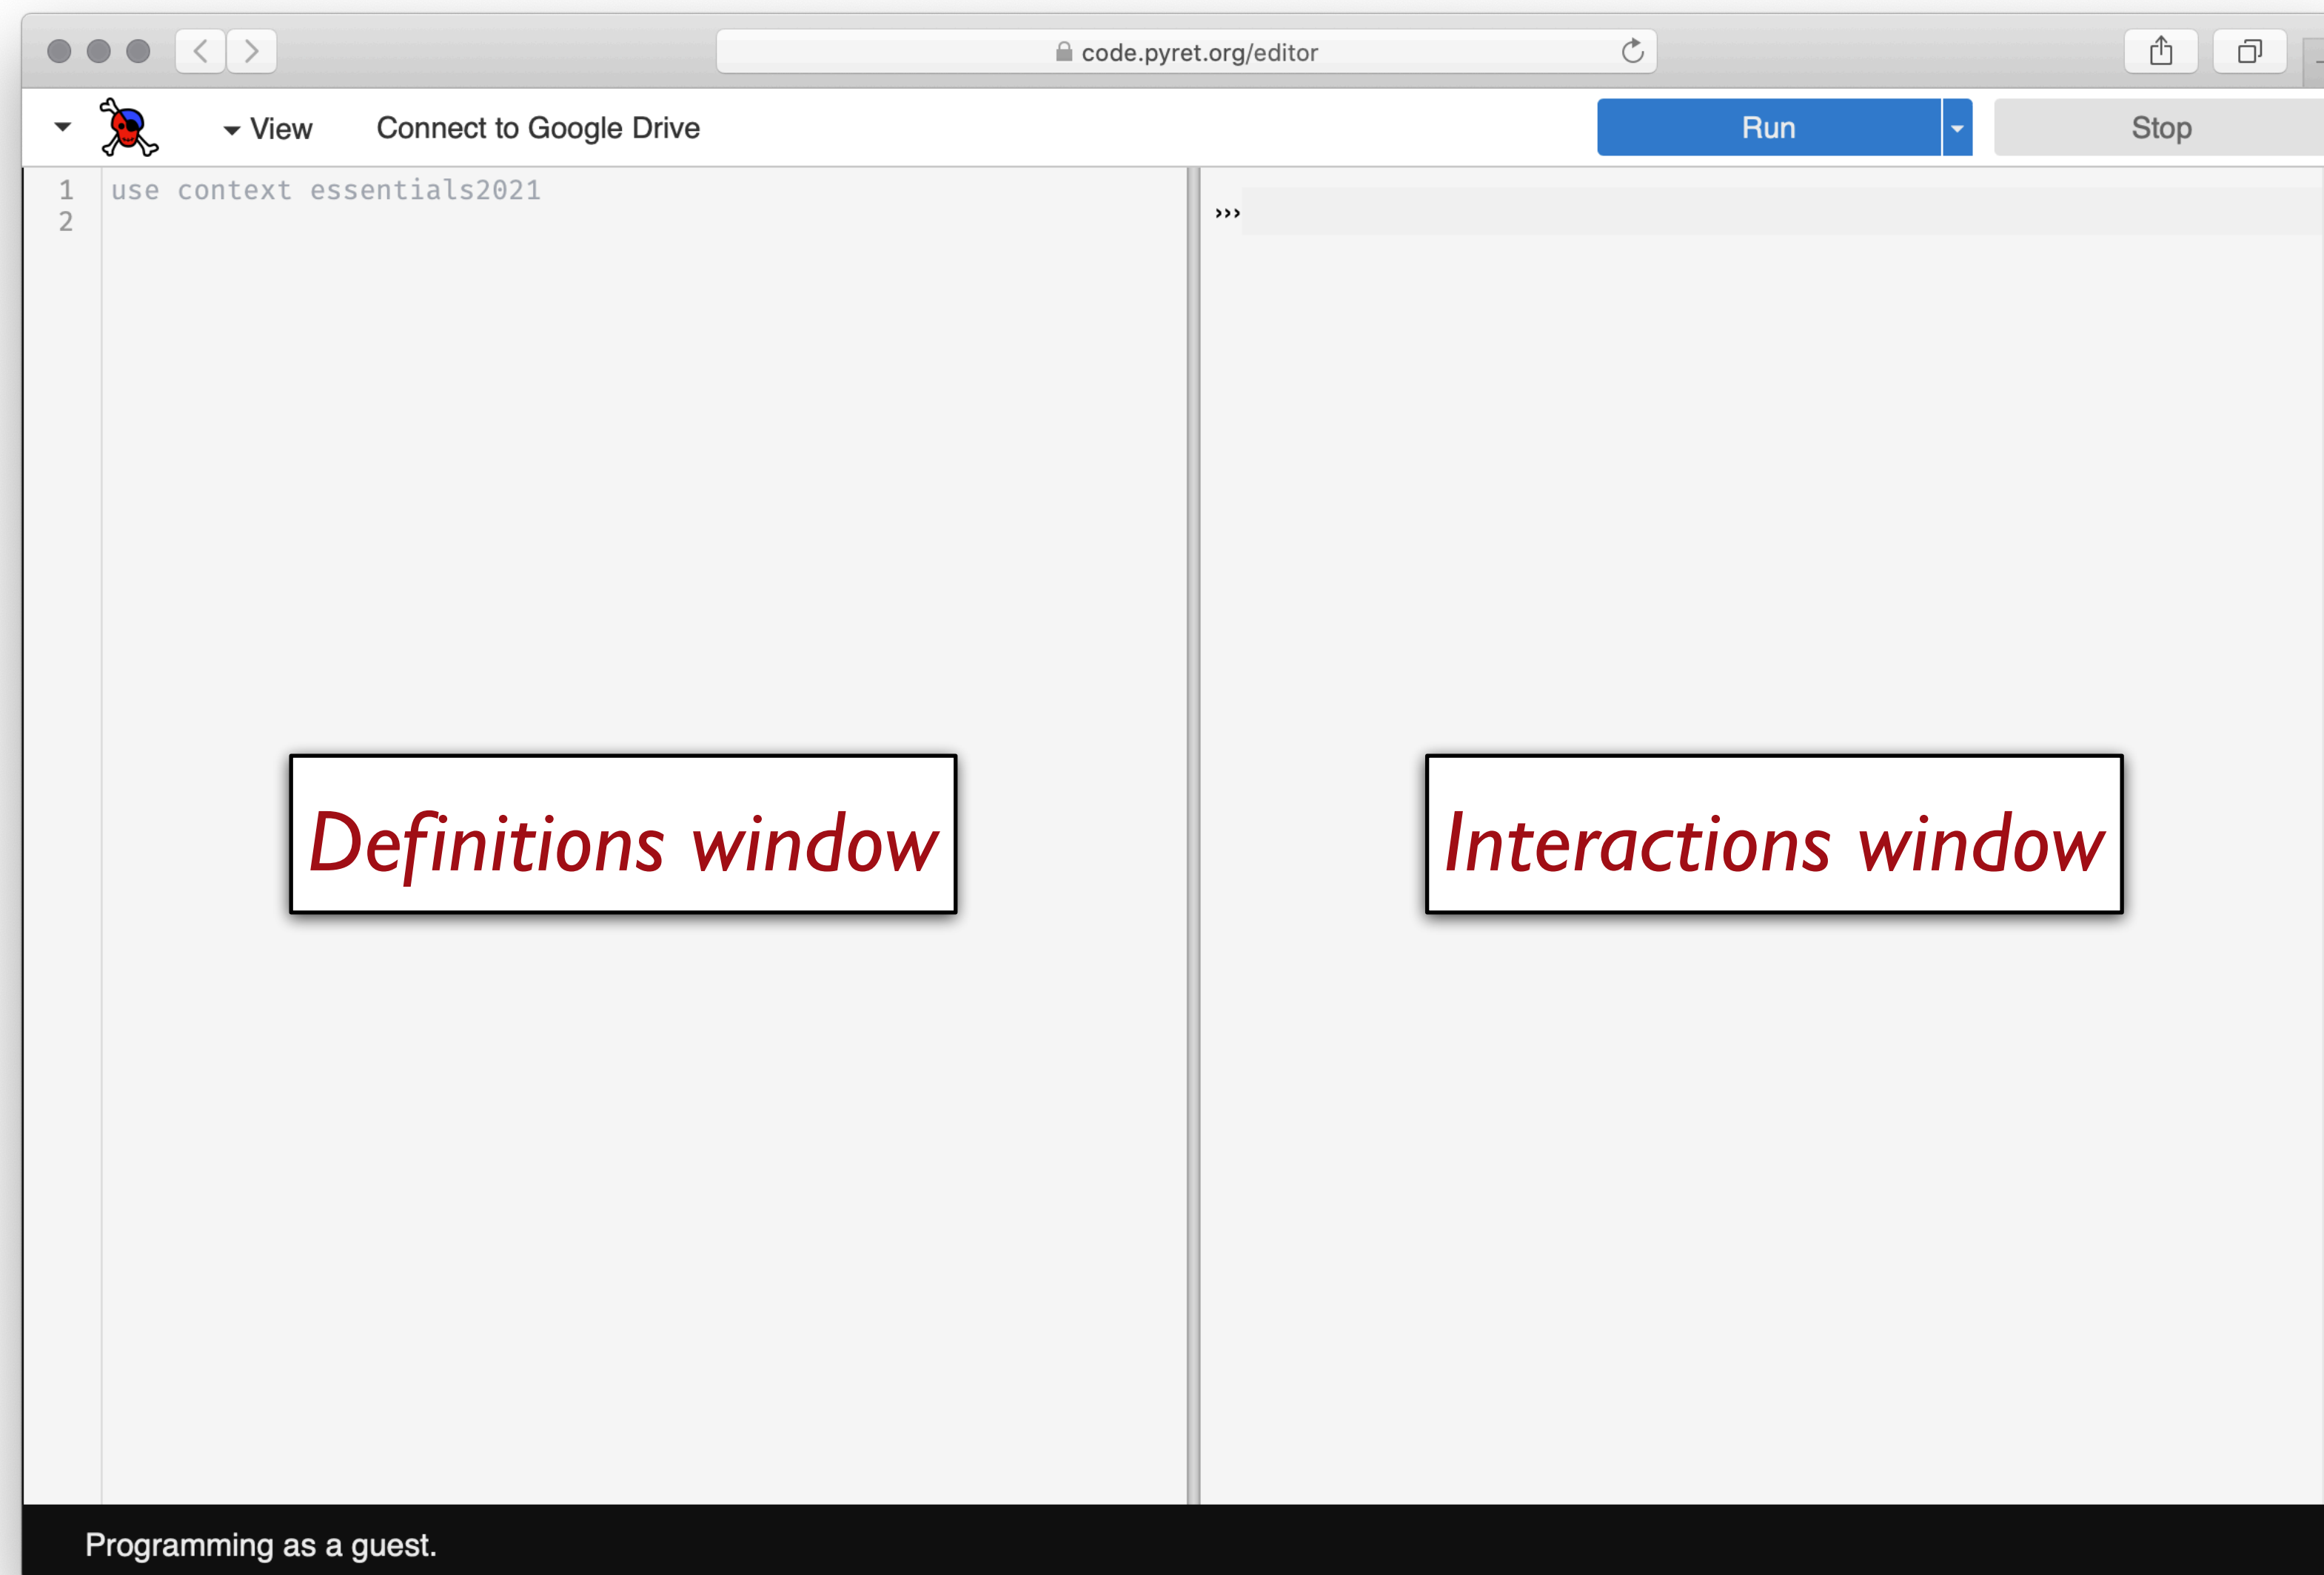 code.pyret.org/editor
View
Connect to Google Drive
Run
Stop
1 use context essentials2021
2
›››
Definitions window
Interactions window
Programming as a guest.